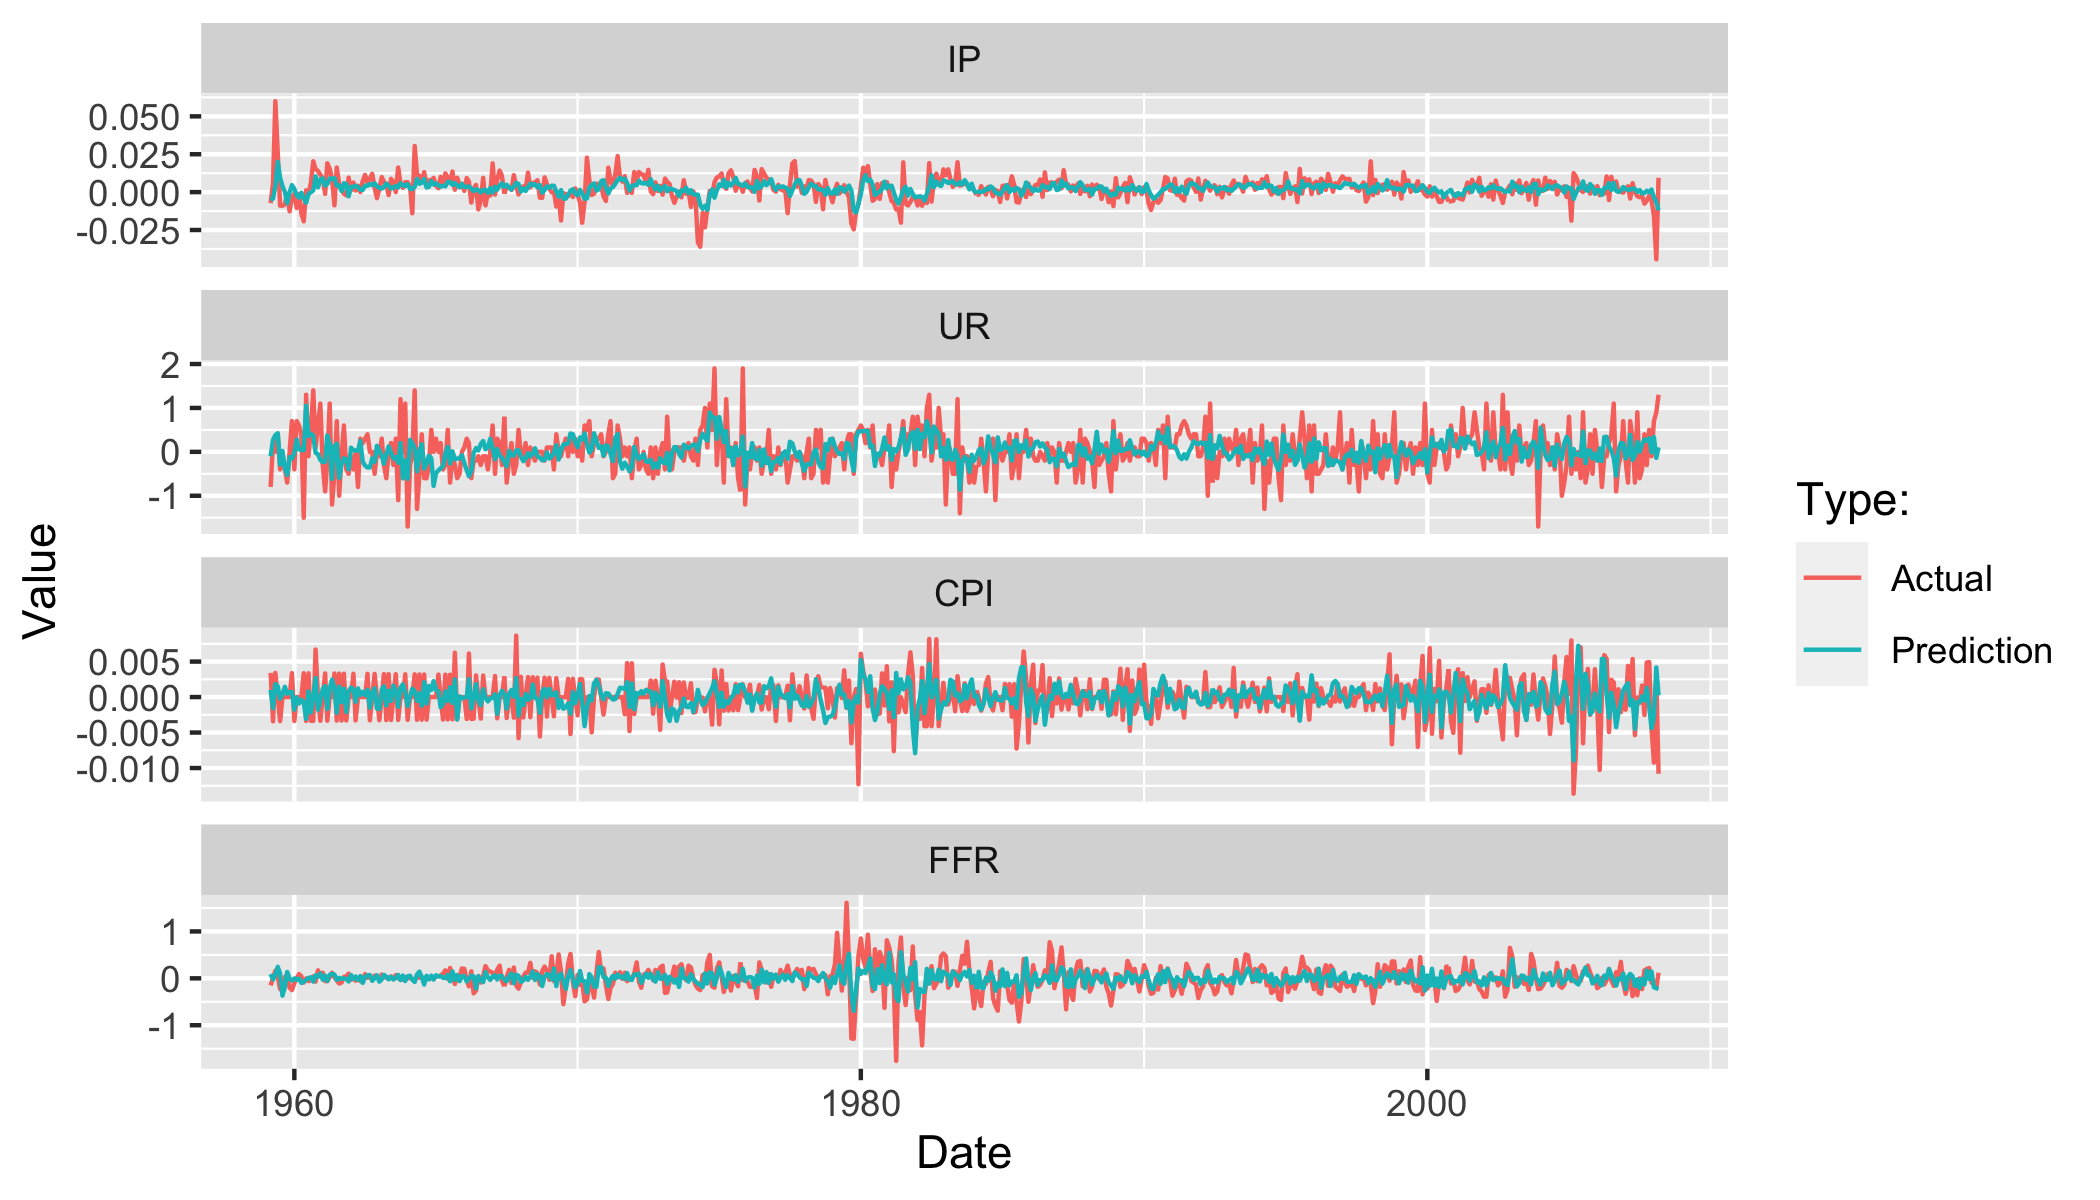 IP
0.050
0.025
0.000
-0.025
UR
2
1
0
-1
CPI
0.005
0.000
-0.005
-0.010
FFR
1
0
-1
1960 1980 2000
Date
Value
Type:
Actual
Prediction